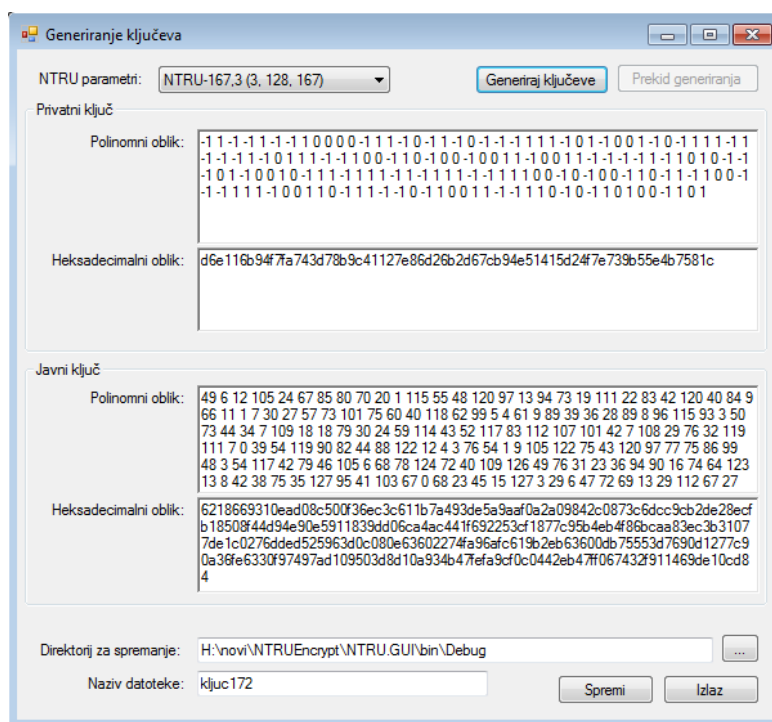 Generiranje ključeva
NTRU parametri: NTRU-167,3 (3, 128, 167) Generiraj ključeve Prekid generiranja
Privatni ključ
Polinomni oblik:
-1 1 -1 -1 1 -1 -1 1 0 0 0 0 -1 1 1 -1 0 -1 1 -1 0 -1 -1 1 1 1 -1 0 1 -1 0 0 1 -1 0 -1 1 1 1 -1 1
-1 -1 -1 1 -1 0 1 1 1 -1 -1 1 0 0 -1 1 0 -1 0 0 -1 0 0 1 1 -1 0 0 1 1 -1 -1 -1 -1 1 -1 1 0 1 0 -1 -1
-1 0 1 -1 0 0 1 0 -1 1 1 -1 1 1 1 -1 1 -1 1 1 1 -1 -1 1 1 1 1 0 0 -1 0 -1 0 0 -1 1 0 -1 1 -1 1 0 0 -1
-1 -1 1 1 1 -1 0 0 1 1 0 -1 1 1 -1 -1 0 -1 1 0 0 1 1 -1 -1 1 1 0 -1 0 -1 1 0 1 0 0 -1 1 0 1
Heksadecimalni oblik: d6e116b94f7fa743d78b9c41127e86d26b2d67cb94e51415d24f7e739b55e4b7581c
Javni ključ
Polinomni oblik:
49 6 12 105 24 67 85 80 70 20 1 115 55 48 120 97 13 94 73 19 111 22 83 42 120 40 84 9
66 11 1 7 30 27 57 73 101 75 60 40 118 62 99 5 4 61 9 89 39 36 28 89 8 96 115 93 3 50
73 44 34 7 109 18 18 79 30 24 59 114 43 52 117 83 112 107 101 42 7 108 29 76 32 119
111 7 0 39 54 119 90 82 44 88 122 12 4 3 76 54 1 9 105 122 75 43 120 97 77 75 86 99
48 3 54 117 42 79 46 105 6 68 78 124 72 40 109 126 49 76 31 23 36 94 90 16 74 64 123
13 8 42 38 75 35 127 95 41 103 67 0 68 23 45 15 127 3 29 6 47 72 69 13 29 112 67 27
Heksadecimalni oblik:
6218669310ead08c500f36ec3c611b7a493de5a9aaf0a2a09842c0873c6dcc9cb2de28ecf
b18508f44d94e90e5911839dd06ca4ac441f692253cf1877c95b4eb4f86bcaa83ec3b3107
7de1c0276dded525963d0c080e63602274fa96afc619b2eb63600db75553d7690d1277c9
0a36fe6330f97497ad109503d8d10a934b47fefa9cf0c0442eb47ff067432f911469de10cd8
4
Direktorij za spremanje: H:\novi\NTRUEncrypt\NTRU.GUI\bin\Debug ...
Naziv datoteke: kljuc172 Spremi Izlaz